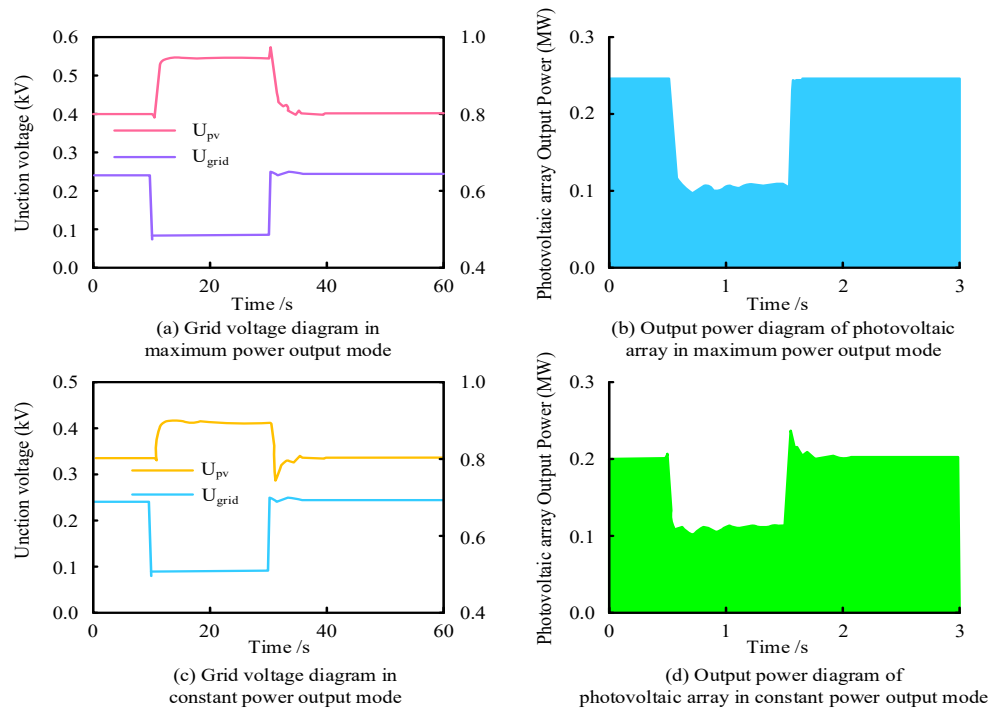 Unction voltage (kV)
0.6
0.5
0.4
0.3
0.2
0.1
0.0
1.0
0.8
0.6
0.4
U_pv
U_grid
0 20 40 60
Time /s
(a) Grid voltage diagram in
maximum power output mode
Photovoltaic array Output Power (MW)
0.3
0.2
0.1
0.0
0 1 2 3
Time /s
(b) Output power diagram of photovoltaic
array in maximum power output mode
Unction voltage (kV)
0.5
0.4
0.3
0.2
0.1
0.0
1.0
0.8
0.6
0.4
U_pv
U_grid
0 20 40 60
Time /s
(c) Grid voltage diagram in
constant power output mode
Photovoltaic array Output Power (MW)
0.3
0.2
0.1
0.0
0 1 2 3
Time /s
(d) Output power diagram of
photovoltaic array in constant power output mode